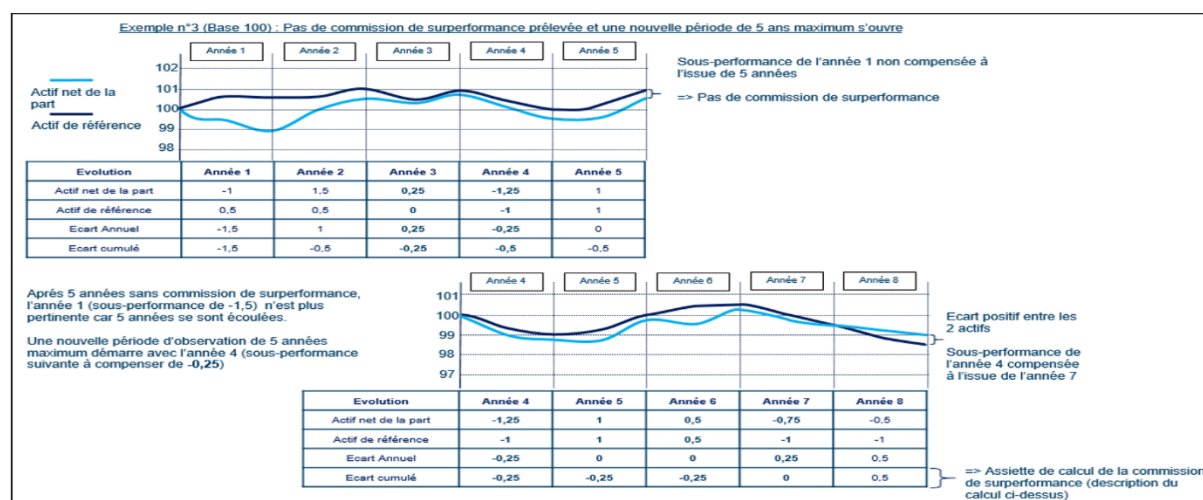 Exemple n°3 (Base 100) : Pas de commission de surperformance prélevée et une nouvelle période de 5 ans maximum s'ouvre
Année 1 Année 2 Année 3 Année 4 Année 5
102
101
100
99
98
Actif net de la
part
Actif de référence
Sous-performance de l'année 1 non compensée à
l'issue de 5 années
=> Pas de commission de surperformance
Evolution Année 1 Année 2 Année 3 Année 4 Année 5
Actif net de la part -1 1,5 0,25 -1,25 1
Actif de référence 0,5 0,5 0 -1 1
Ecart Annuel -1,5 1 0,25 -0,25 0
Ecart cumulé -1,5 -0,5 -0,25 -0,5 -0,5
Après 5 années sans commission de surperformance,
l'année 1 (sous-performance de -1,5) n'est plus
pertinente car 5 années se sont écoulées.
Une nouvelle période d'observation de 5 années
maximum démarre avec l'année 4 (sous-performance
suivante à compenser de -0,25)
Année 4 Année 5 Année 6 Année 7 Année 8
101
100
99
98
97
Ecart positif entre les
2 actifs
Sous-performance de
l'année 4 compensée
à l'issue de l'année 7
Evolution Année 4 Année 5 Année 6 Année 7 Année 8
Actif net de la part -1,25 1 0,5 -0,75 -0,5
Actif de référence -1 1 0,5 -1 -1
Ecart Annuel -0,25 0 0 0,25 0,5
Ecart cumulé -0,25 -0,25 -0,25 0 0,5
=> Assiette de calcul de la commission
de surperformance (description du
calcul ci-dessus)